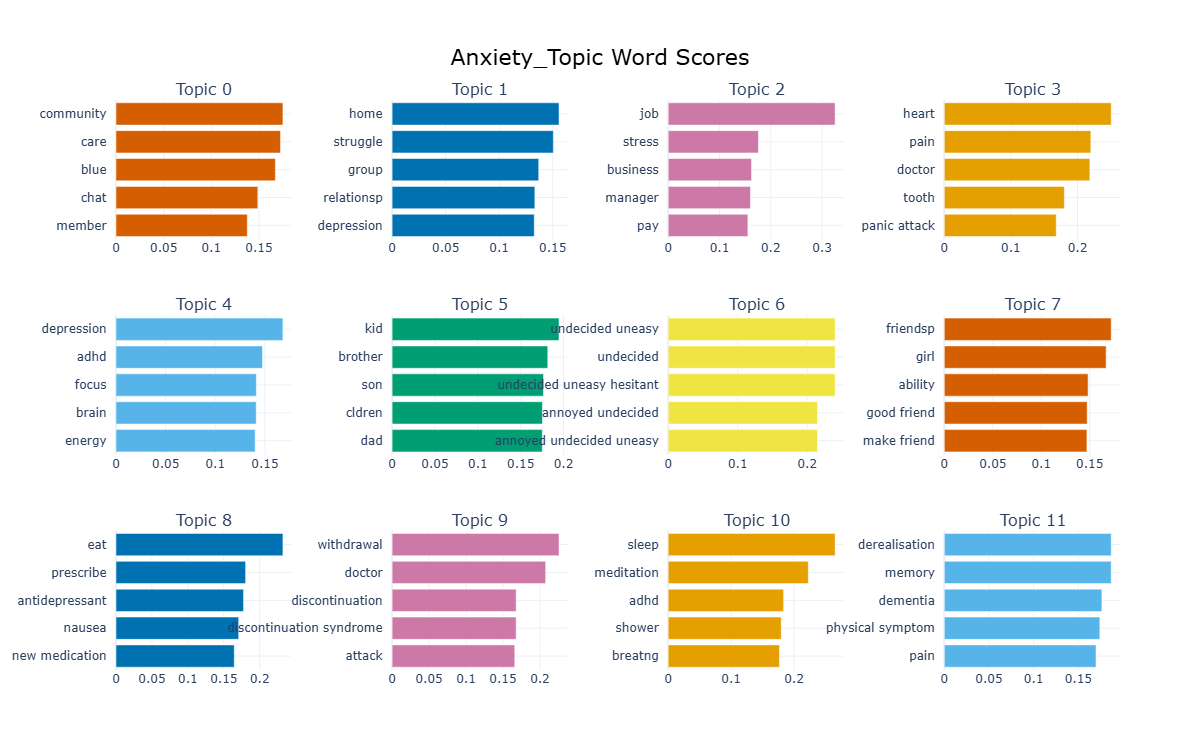 Anxiety_Topic Word Scores
Topic 0
community
care
blue
chat
member
0 0.05 0.1 0.15
Topic 1
home
struggle
group
relationsp
depression
0 0.05 0.1 0.15
Topic 2
job
stress
business
manager
pay
0 0.1 0.2 0.3
Topic 3
heart
pain
doctor
tooth
panic attack
0 0.1 0.2
Topic 4
depression
adhd
focus
brain
energy
0 0.05 0.1 0.15
Topic 5
kid
brother
son
cldren
dad
0 0.05 0.1 0.15 0.2
Topic 6
undecided uneasy
undecided
undecided uneasy hesitant
annoyed undecided
annoyed undecided uneasy
0 0.1 0.2
Topic 7
friendsp
girl
ability
good friend
make friend
0 0.05 0.1 0.15
Topic 8
eat
prescribe
antidepressant
nausea
new medication
0 0.05 0.1 0.15 0.2
Topic 9
withdrawal
doctor
discontinuation
discontinuation syndrome
attack
0 0.05 0.1 0.15 0.2
Topic 10
sleep
meditation
adhd
shower
breatng
0 0.1 0.2
Topic 11
derealisation
memory
dementia
physical symptom
pain
0 0.05 0.1 0.15